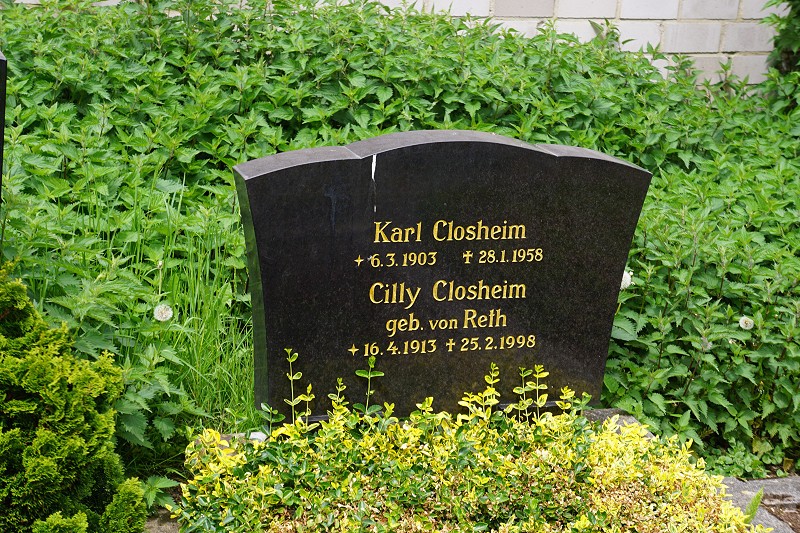 Karl Closheim
✦ 6.3.1903 ✝ 28.1.1958
Cilly Closheim
geb. von Reth
✦ 16.4.1913 ✝ 25.2.1998